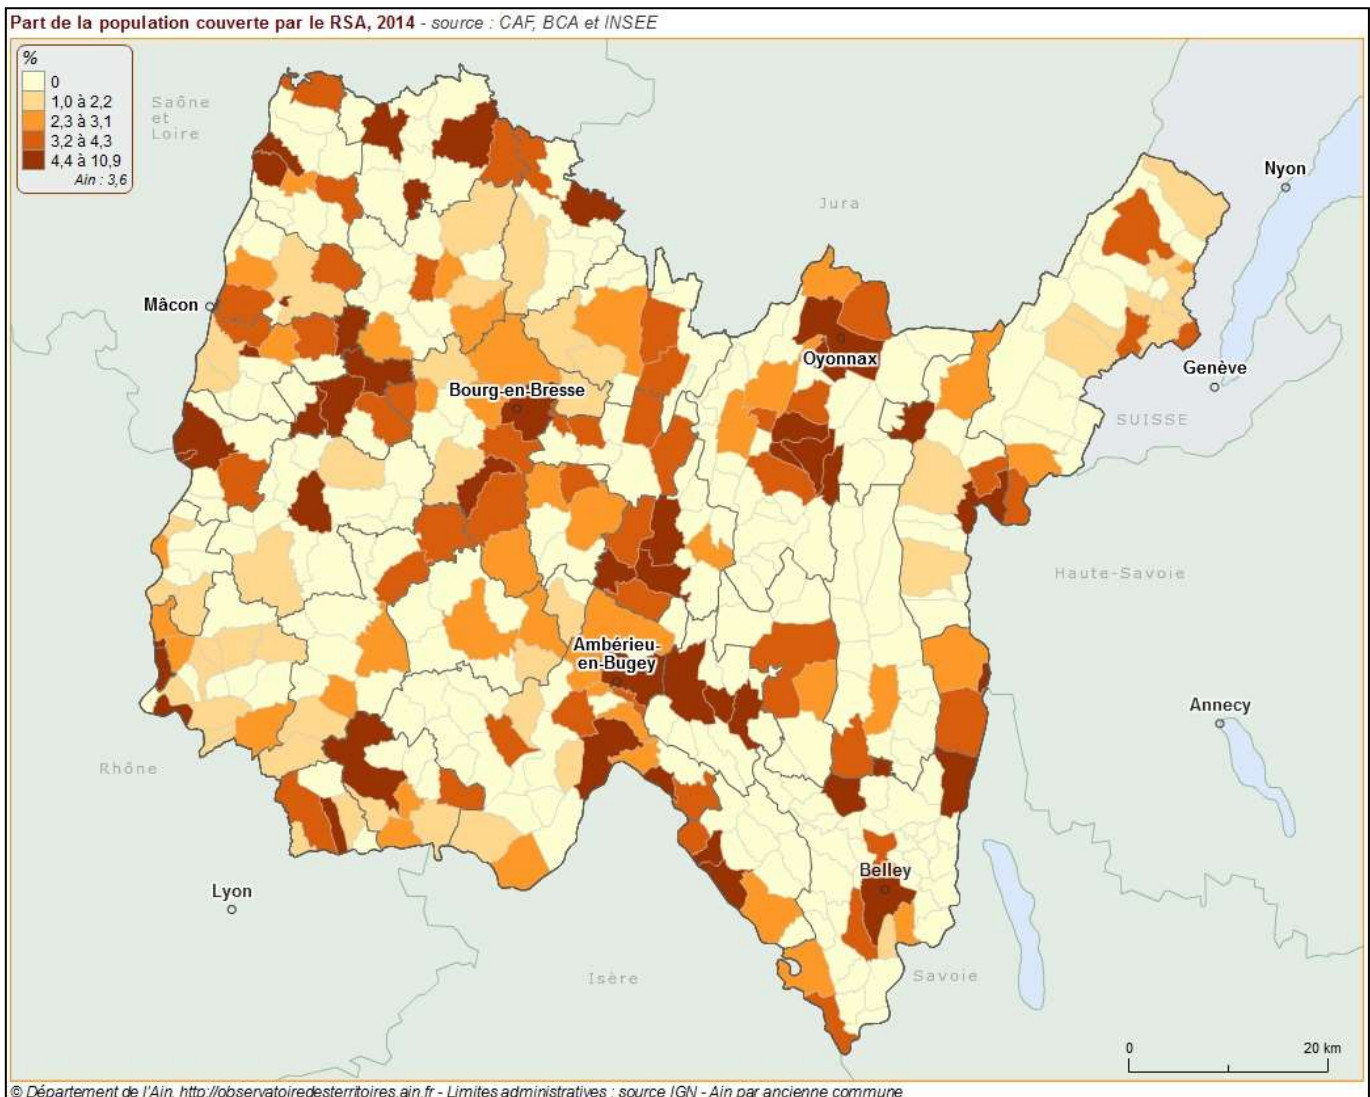 Part de la population couverte par le RSA, 2014 - source : CAF, BCA et INSEE
%
0
1,0 à 2,2
2,3 à 3,1
3,2 à 4,3
4,4 à 10,9
Ain : 3,6
Saône
et
Loire
Jura
Nyon
Mâcon
Oyonnax
Genève
Bourg-en-Bresse
SUISSE
Haute-Savoie
Ambérieu-
en-Bugey
Annecy
Rhône
Belley
Lyon
Isère
Savoie
0 20 km
© Département de l'Ain, http://observatoiredesterritoires.ain.fr - Limites administratives : source IGN - Ain par ancienne commune